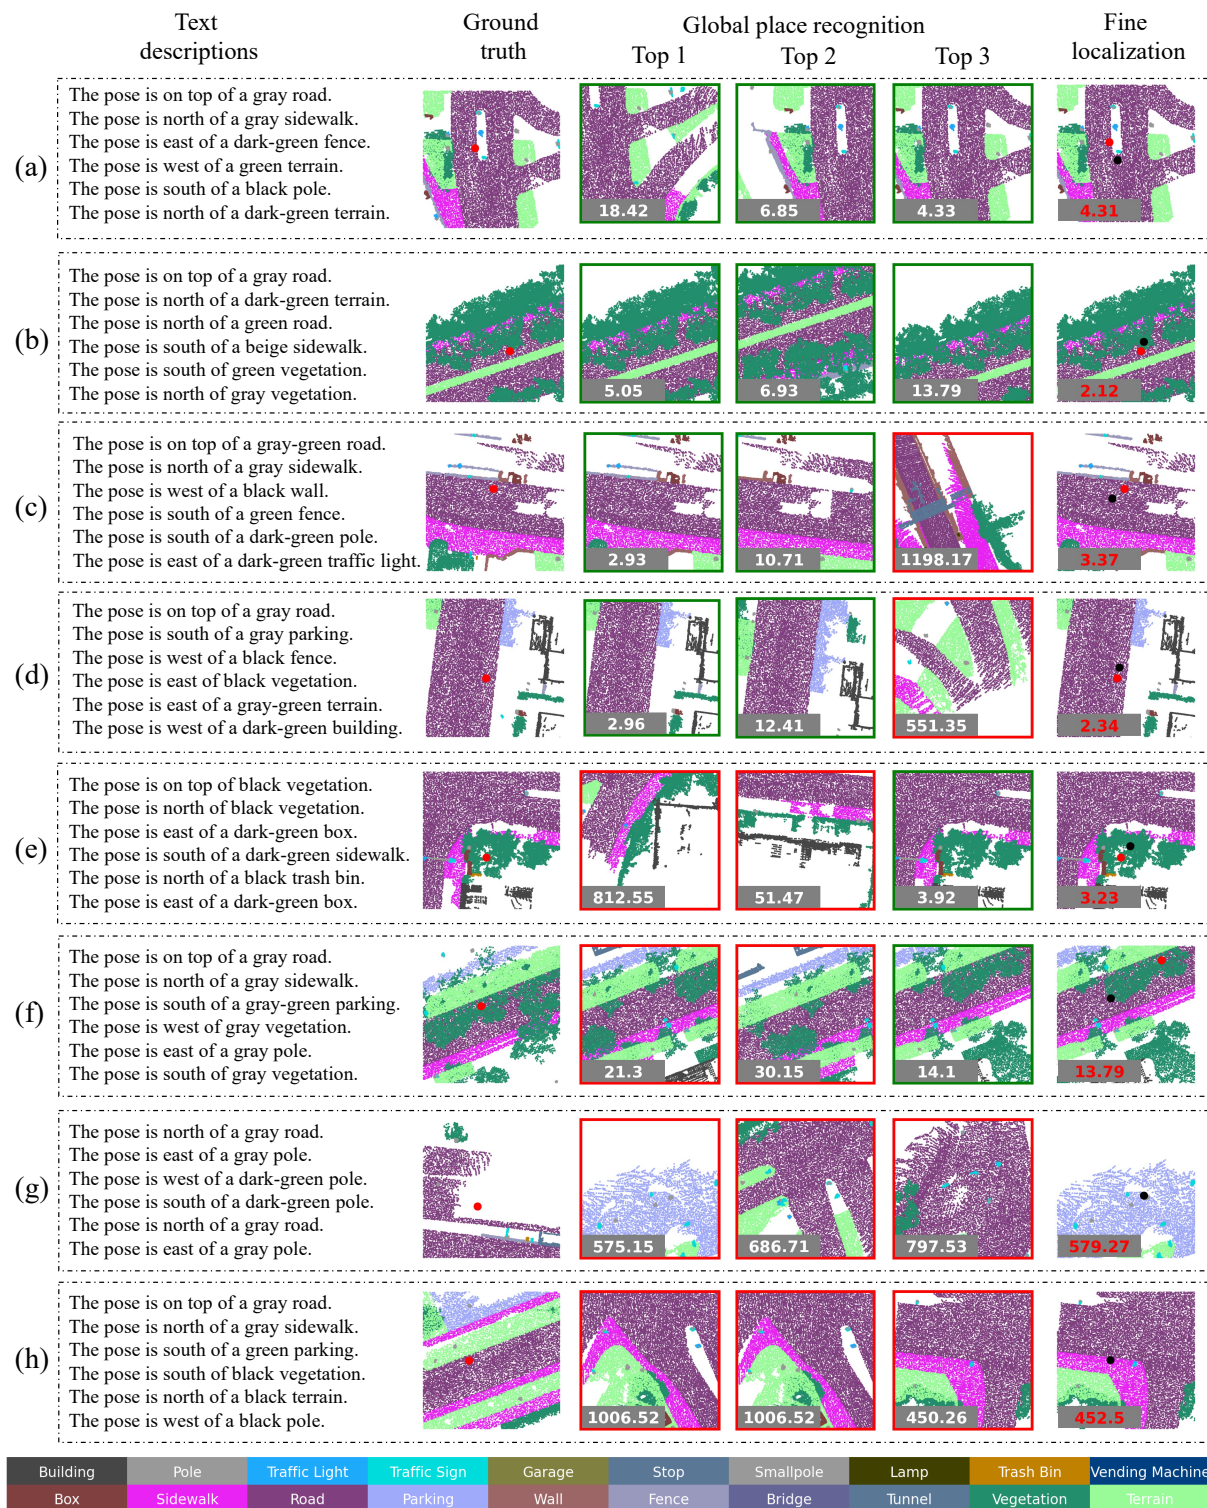 Text descriptions
Ground truth
Global place recognition
Top 1
Top 2
Top 3
Fine localization
(a)
The pose is on top of a gray road.
The pose is north of a gray sidewalk.
The pose is east of a dark-green fence.
The pose is west of a green terrain.
The pose is south of a black pole.
The pose is north of a dark-green terrain.
18.42
6.85
4.33
4.31
(b)
The pose is on top of a gray road.
The pose is north of a dark-green terrain.
The pose is north of a green road.
The pose is south of a beige sidewalk.
The pose is south of green vegetation.
The pose is north of gray vegetation.
5.05
6.93
13.79
2.12
(c)
The pose is on top of a gray-green road.
The pose is north of a gray sidewalk.
The pose is west of a black wall.
The pose is south of a green fence.
The pose is south of a dark-green pole.
The pose is east of a dark-green traffic light.
2.93
10.71
1198.17
3.37
(d)
The pose is on top of a gray road.
The pose is south of a gray parking.
The pose is west of a black fence.
The pose is east of black vegetation.
The pose is east of a gray-green terrain.
The pose is west of a dark-green building.
2.96
12.41
551.35
2.34
(e)
The pose is on top of black vegetation.
The pose is north of black vegetation.
The pose is east of a dark-green box.
The pose is south of a dark-green sidewalk.
The pose is north of a black trash bin.
The pose is east of a dark-green box.
812.55
51.47
3.92
3.23
(f)
The pose is on top of a gray road.
The pose is north of a gray sidewalk.
The pose is south of a gray-green parking.
The pose is west of gray vegetation.
The pose is east of a gray pole.
The pose is south of gray vegetation.
21.3
30.15
14.1
13.79
(g)
The pose is north of a gray road.
The pose is east of a gray pole.
The pose is west of a dark-green pole.
The pose is south of a dark-green pole.
The pose is north of a gray road.
The pose is east of a gray pole.
575.15
686.71
797.53
579.27
(h)
The pose is on top of a gray road.
The pose is north of a gray sidewalk.
The pose is south of a green parking.
The pose is south of black vegetation.
The pose is north of a black terrain.
The pose is west of a black pole.
1006.52
1006.52
450.26
452.5
Building Pole Traffic Light Traffic Sign Garage Stop Smallpole Lamp Trash Bin Vending Machine
Box Sidewalk Road Parking Wall Fence Bridge Tunnel Vegetation Terrain